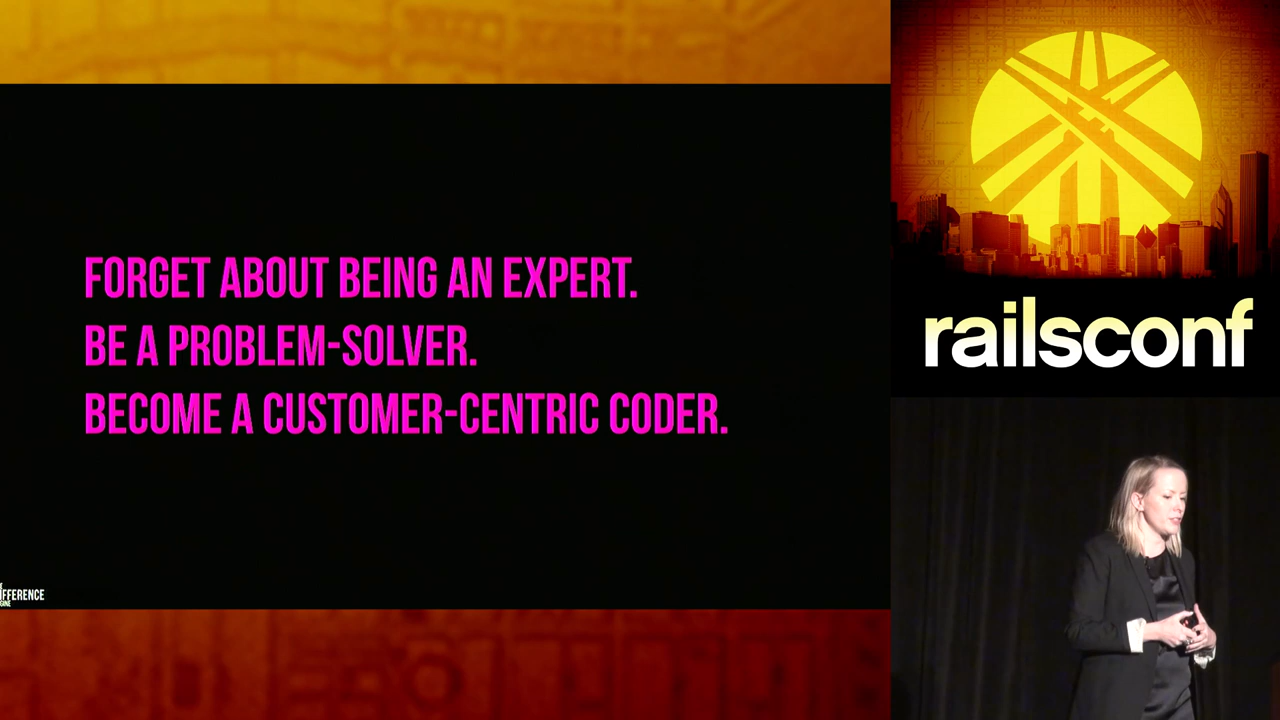 FORGET ABOUT BEING AN EXPERT.
BE A PROBLEM-SOLVER.
BECOME A CUSTOMER-CENTRIC CODER.
railsconf